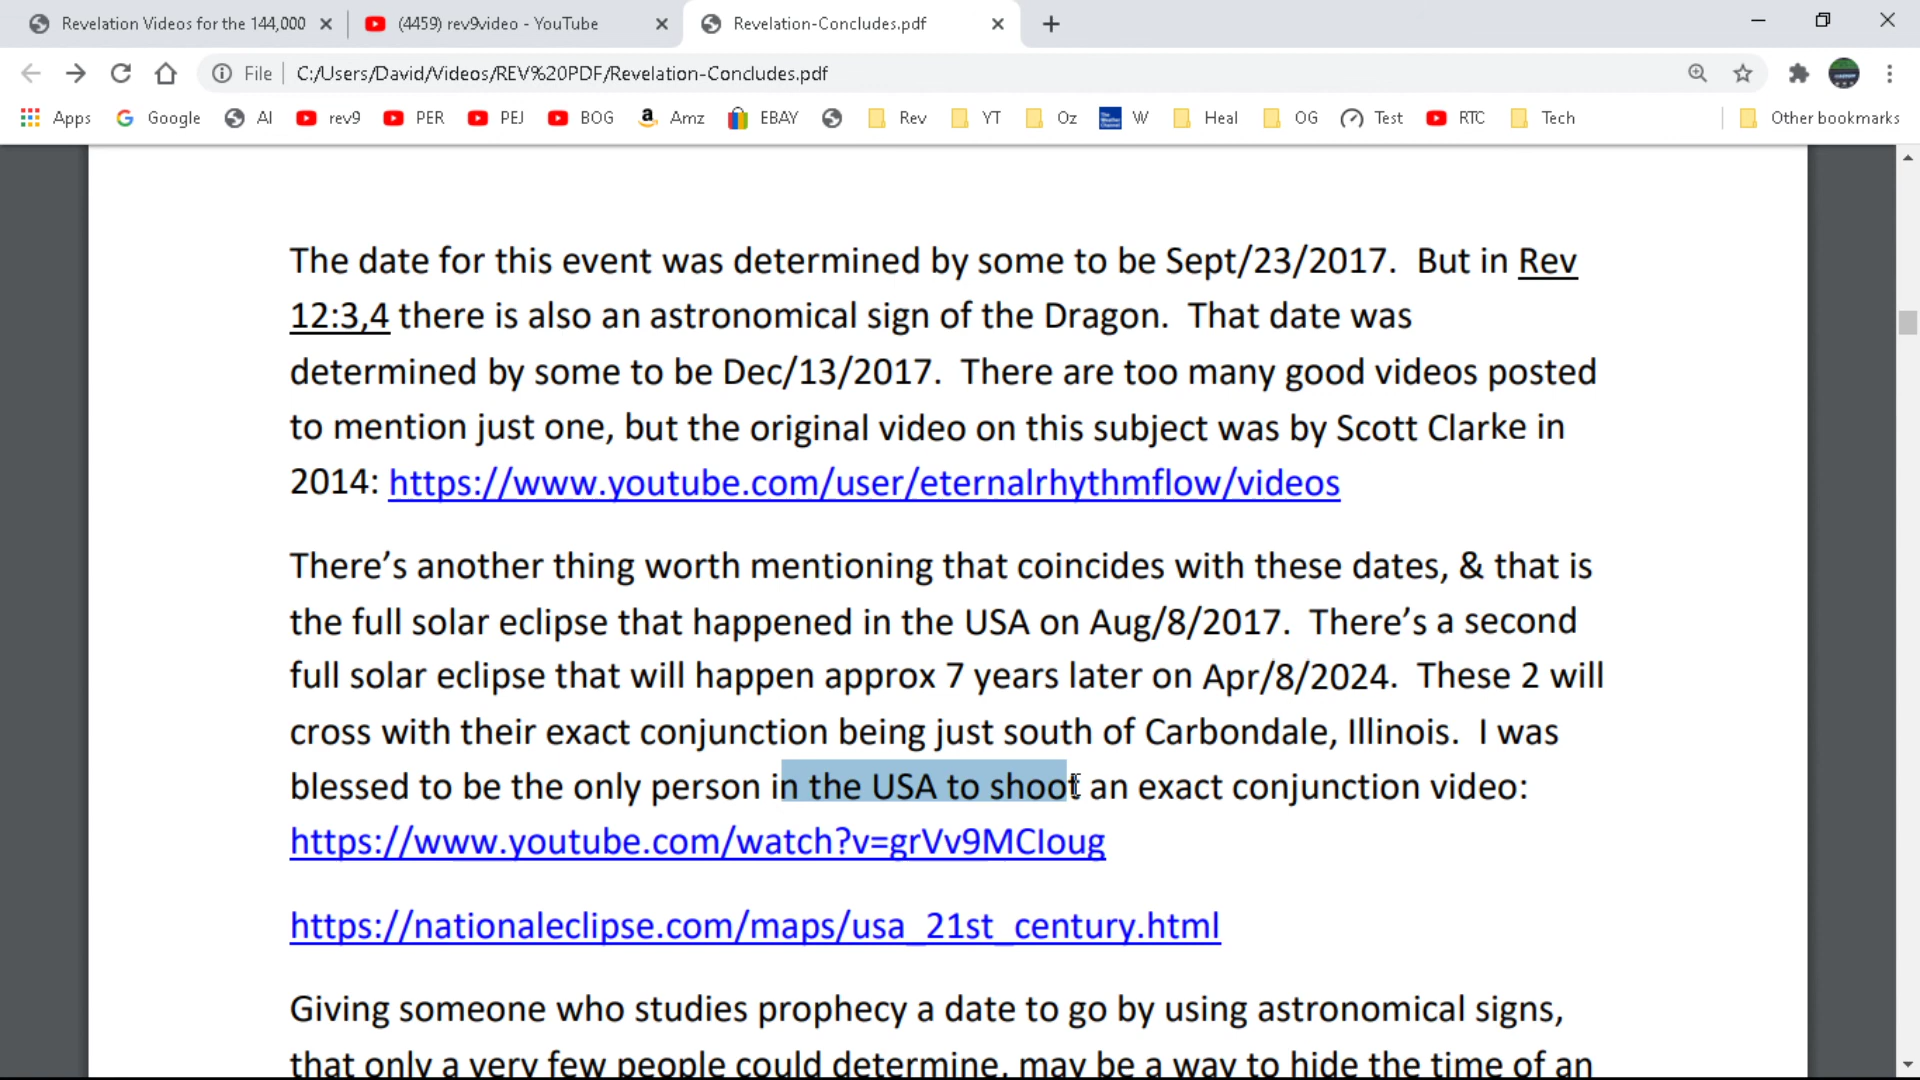 Revelation Videos for the 144,000
(4459) rev9video - YouTube
Revelation-Concludes.pdf
File
C:/Users/David/Videos/REV%20PDF/Revelation-Concludes.pdf
Apps Google AI rev9 PER PEJ BOG Amz EBAY Rev YT Oz W Heal OG Test RTC Tech Other bookmarks
The date for this event was determined by some to be Sept/23/2017. But in Rev
12:3,4 there is also an astronomical sign of the Dragon. That date was
determined by some to be Dec/13/2017. There are too many good videos posted
to mention just one, but the original video on this subject was by Scott Clarke in
2014: https://www.youtube.com/user/eternalrhythmflow/videos
There's another thing worth mentioning that coincides with these dates, & that is
the full solar eclipse that happened in the USA on Aug/8/2017. There's a second
full solar eclipse that will happen approx 7 years later on Apr/8/2024. These 2 will
cross with their exact conjunction being just south of Carbondale, Illinois. I was
blessed to be the only person in the USA to shoot an exact conjunction video:
https://www.youtube.com/watch?v=grVv9MCIoug
https://nationaleclipse.com/maps/usa_21st_century.html
Giving someone who studies prophecy a date to go by using astronomical signs,
that only a very few people could determine, may be a way to hide the time of an